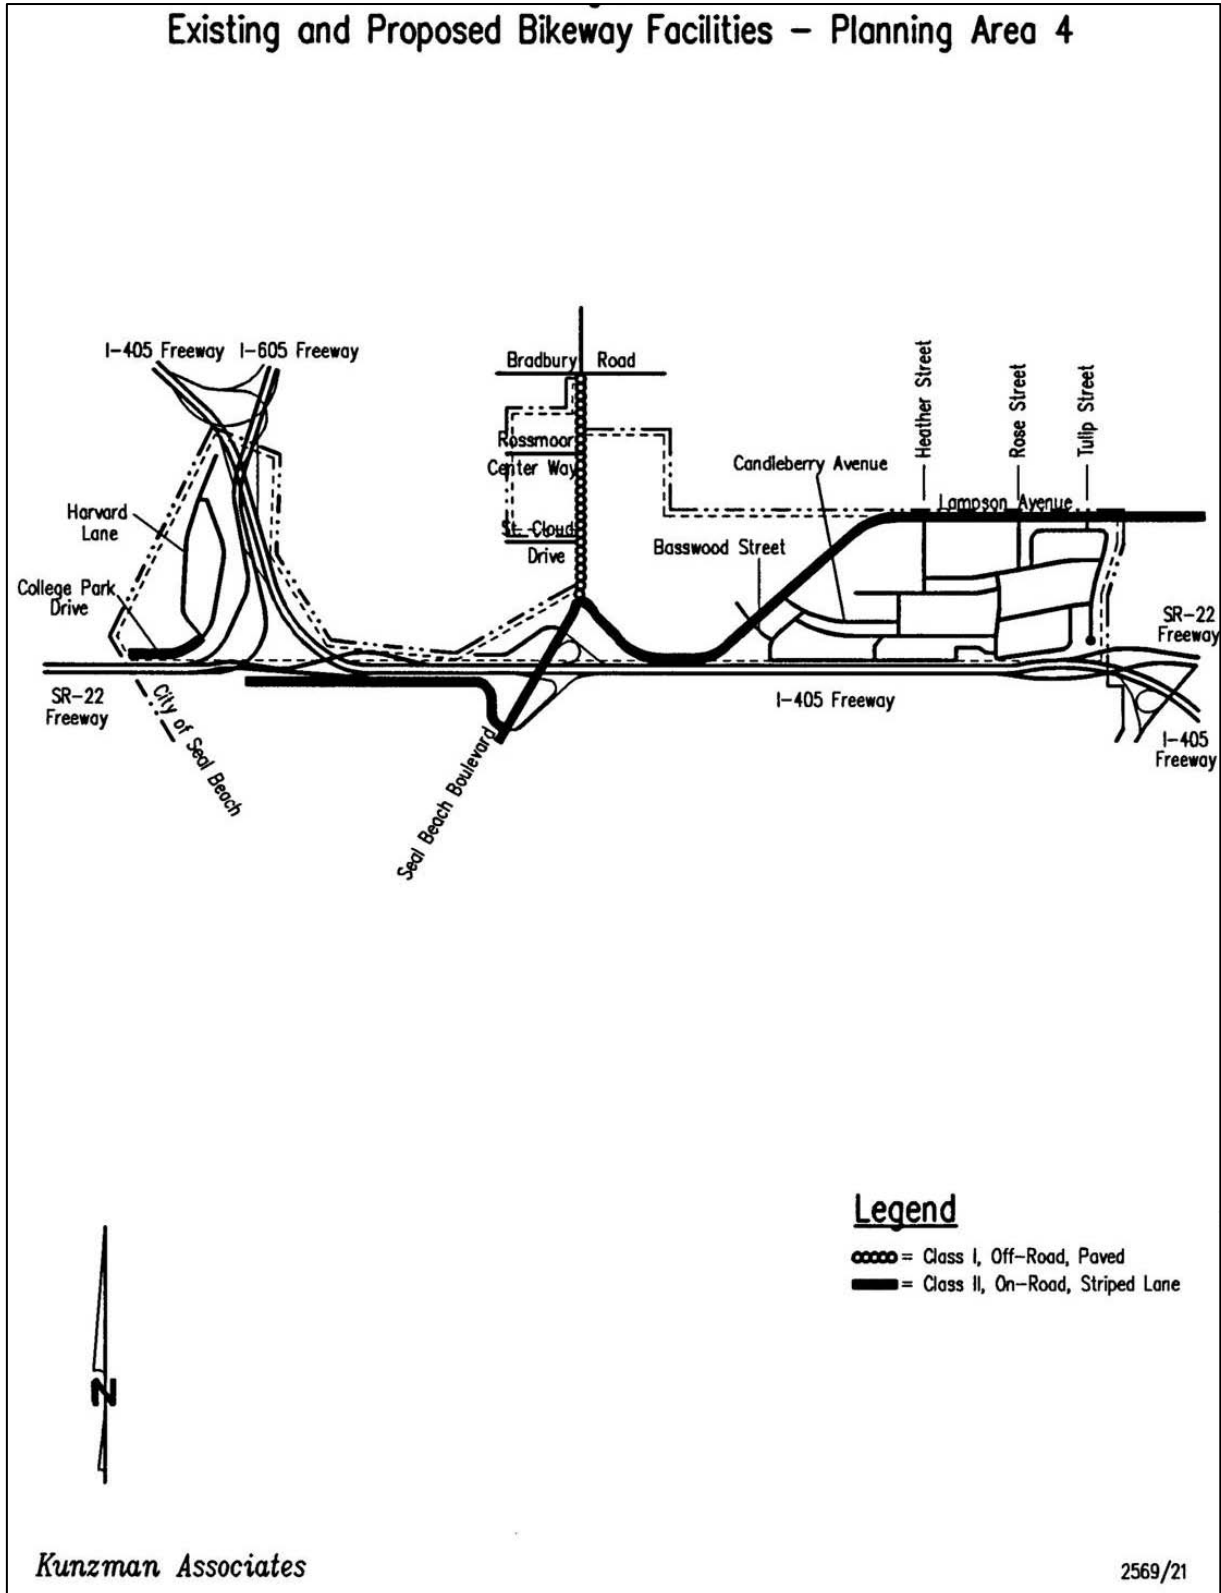 Existing and Proposed Bikeway Facilities – Planning Area 4
I-405 Freeway
I-605 Freeway
Bradbury Road
Rossmoor
Center Way
St. Cloud
Drive
Harvard
Lane
College Park
Drive
Candleberry Avenue
Basswood Street
Heather Street
Rose Street
Tulip Street
Lampson Avenue
SR-22
Freeway
SR-22
Freeway
City of Seal Beach
Seal Beach Boulevard
I-405 Freeway
I-405
Freeway
Legend
= Class I, Off-Road, Paved
= Class II, On-Road, Striped Lane
N
Kunzman Associates
2569/21